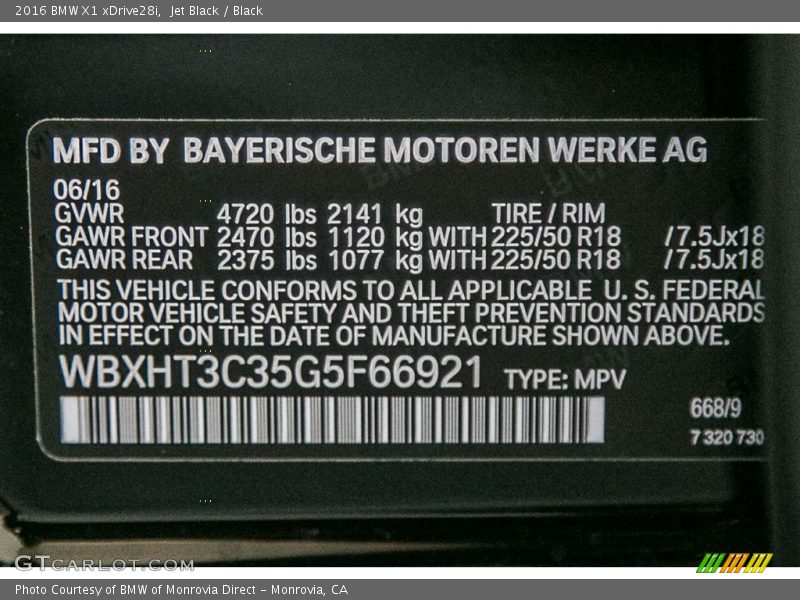 2016 BMW X1 xDrive28i,  Jet Black / Black
MFD BY BAYERISCHE MOTOREN WERKE AG
06/16
GVWR 4720 lbs 2141 kg TIRE / RIM
GAWR FRONT 2470 lbs 1120 kg WITH 225/50 R18 /7.5Jx18
GAWR REAR 2375 lbs 1077 kg WITH 225/50 R18 /7.5Jx18
THIS VEHICLE CONFORMS TO ALL APPLICABLE U. S. FEDERAL
MOTOR VEHICLE SAFETY AND THEFT PREVENTION STANDARDS
IN EFFECT ON THE DATE OF MANUFACTURE SHOWN ABOVE.
WBXHT3C35G5F66921 TYPE: MPV
668/9
7 320 730
GTCARLOT.COM
Photo Courtesy of BMW of Monrovia Direct - Monrovia, CA